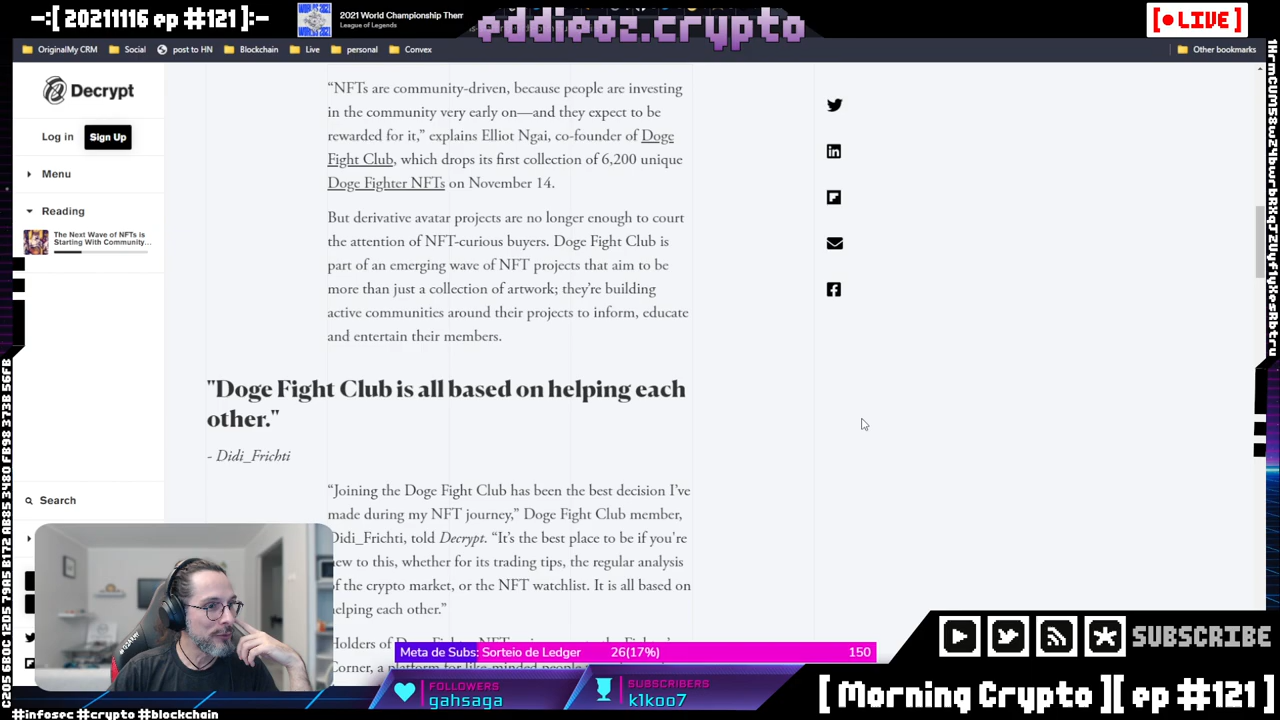 -:[ 20211116 ep #121 ]:-
2021 World Championship Them
League of Legends
eddieoz.crypto
[ LIVE ]
OriginalMy CRM
Social
post to HN
Blockchain
Live
personal
Convex
Other bookmarks
Decrypt
Log in
Sign Up
Menu
Reading
The Next Wave of NFTs is
Starting With Community...
Search
“NFTs are community-driven, because people are investing
in the community very early on—and they expect to be
rewarded for it,” explains Elliot Ngai, co-founder of Doge
Fight Club, which drops its first collection of 6,200 unique
Doge Fighter NFTs on November 14.
But derivative avatar projects are no longer enough to court
the attention of NFT-curious buyers. Doge Fight Club is
part of an emerging wave of NFT projects that aim to be
more than just a collection of artwork; they’re building
active communities around their projects to inform, educate
and entertain their members.
"Doge Fight Club is all based on helping each
other."
- Didi_Frichti
“Joining the Doge Fight Club has been the best decision I’ve
made during my NFT journey,” Doge Fight Club member,
Didi_Frichti, told Decrypt. “It’s the best place to be if you're
new to this, whether for its trading tips, the regular analysis
of the crypto market, or the NFT watchlist. It is all based on
helping each other.”
Holders of Doge Fighter NFTs
Corner, a platform for like-minded people
Meta de Subs: Sorteio de Ledger 26(17%) 150
FOLLOWERS
gahsaga
SUBSCRIBERS
k1koo7
SUBSCRIBE
[ Morning Crypto ][ ep #121 ]
#infosec #crypto #blockchain